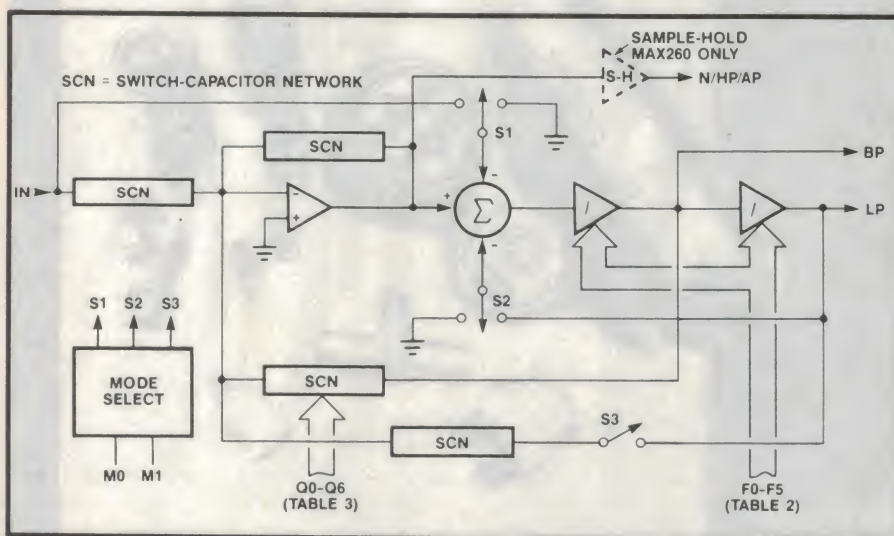 SAMPLE-HOLD
MAX260 ONLY
SCN = SWITCH-CAPACITOR NETWORK
S-H
N/HP/AP
S1
SCN
BP
IN
SCN
-
+
+
-
Σ
-
/
/
LP
S2
S1 S2 S3
MODE
SELECT
M0 M1
SCN
SCN
S3
Q0-Q6
(TABLE 3)
F0-F5
(TABLE 2)